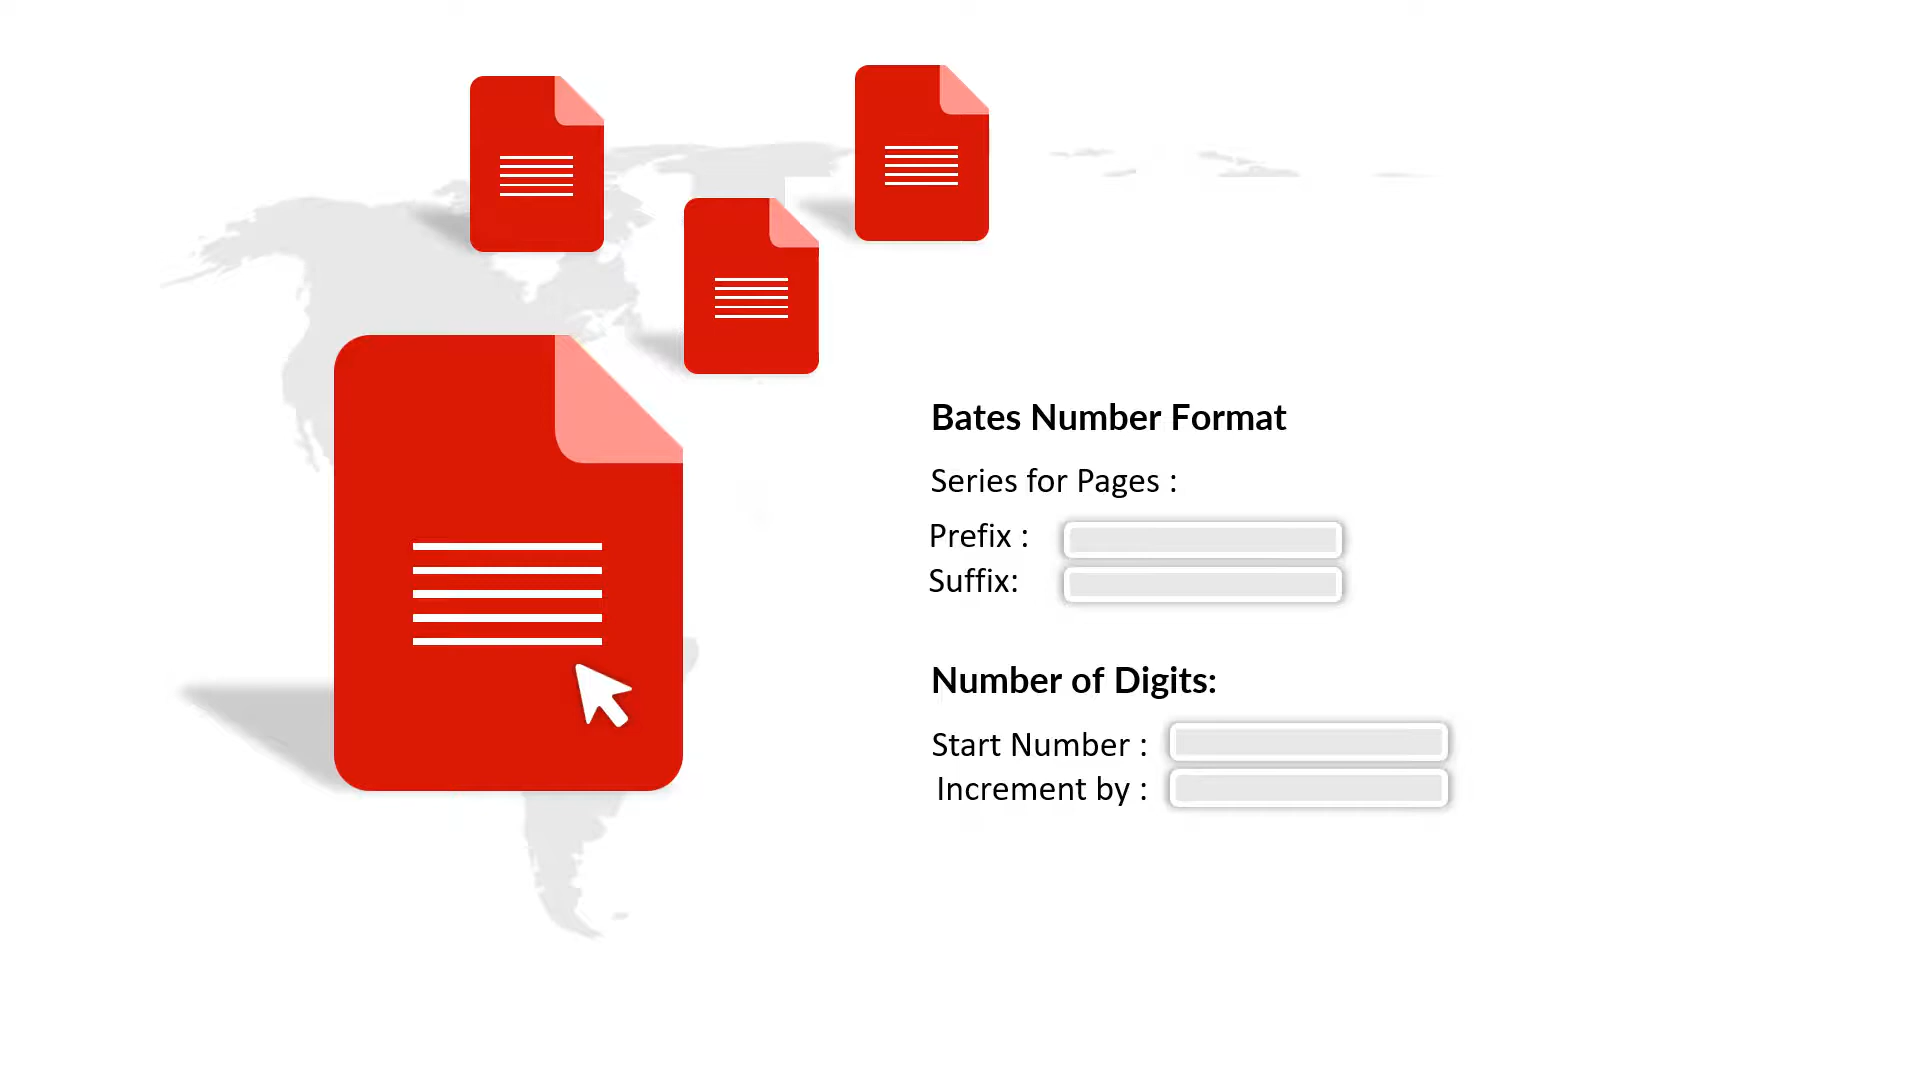 Bates Number Format
Series for Pages :
Prefix :
Suffix:
Number of Digits:
Start Number :
Increment by :